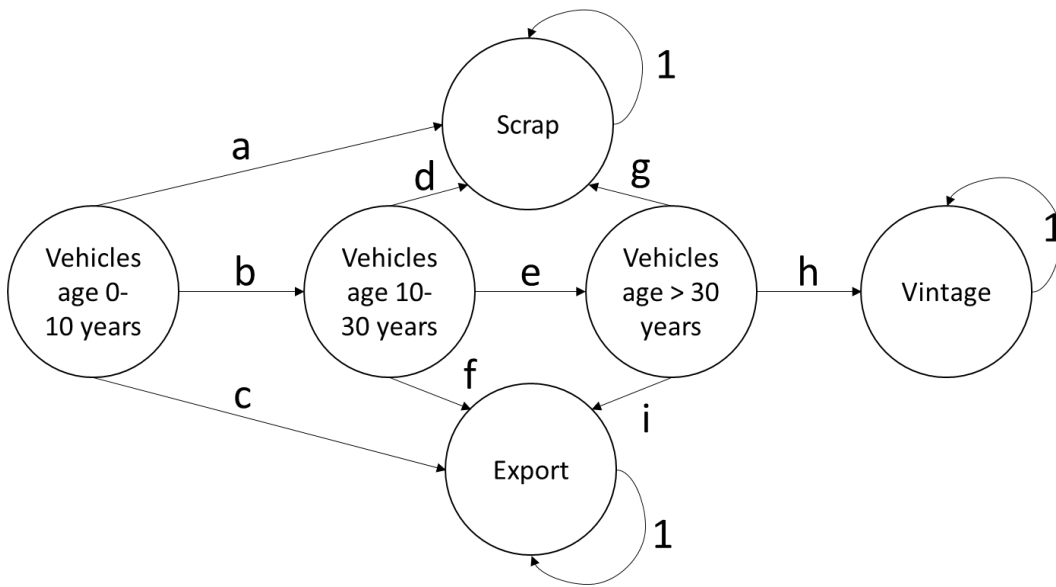 1
Scrap
a
d
g
Vehicles
age 0-
10 years
b
Vehicles
age 10-
30 years
e
Vehicles
age > 30
years
h
Vintage
1
c
f
i
Export
1